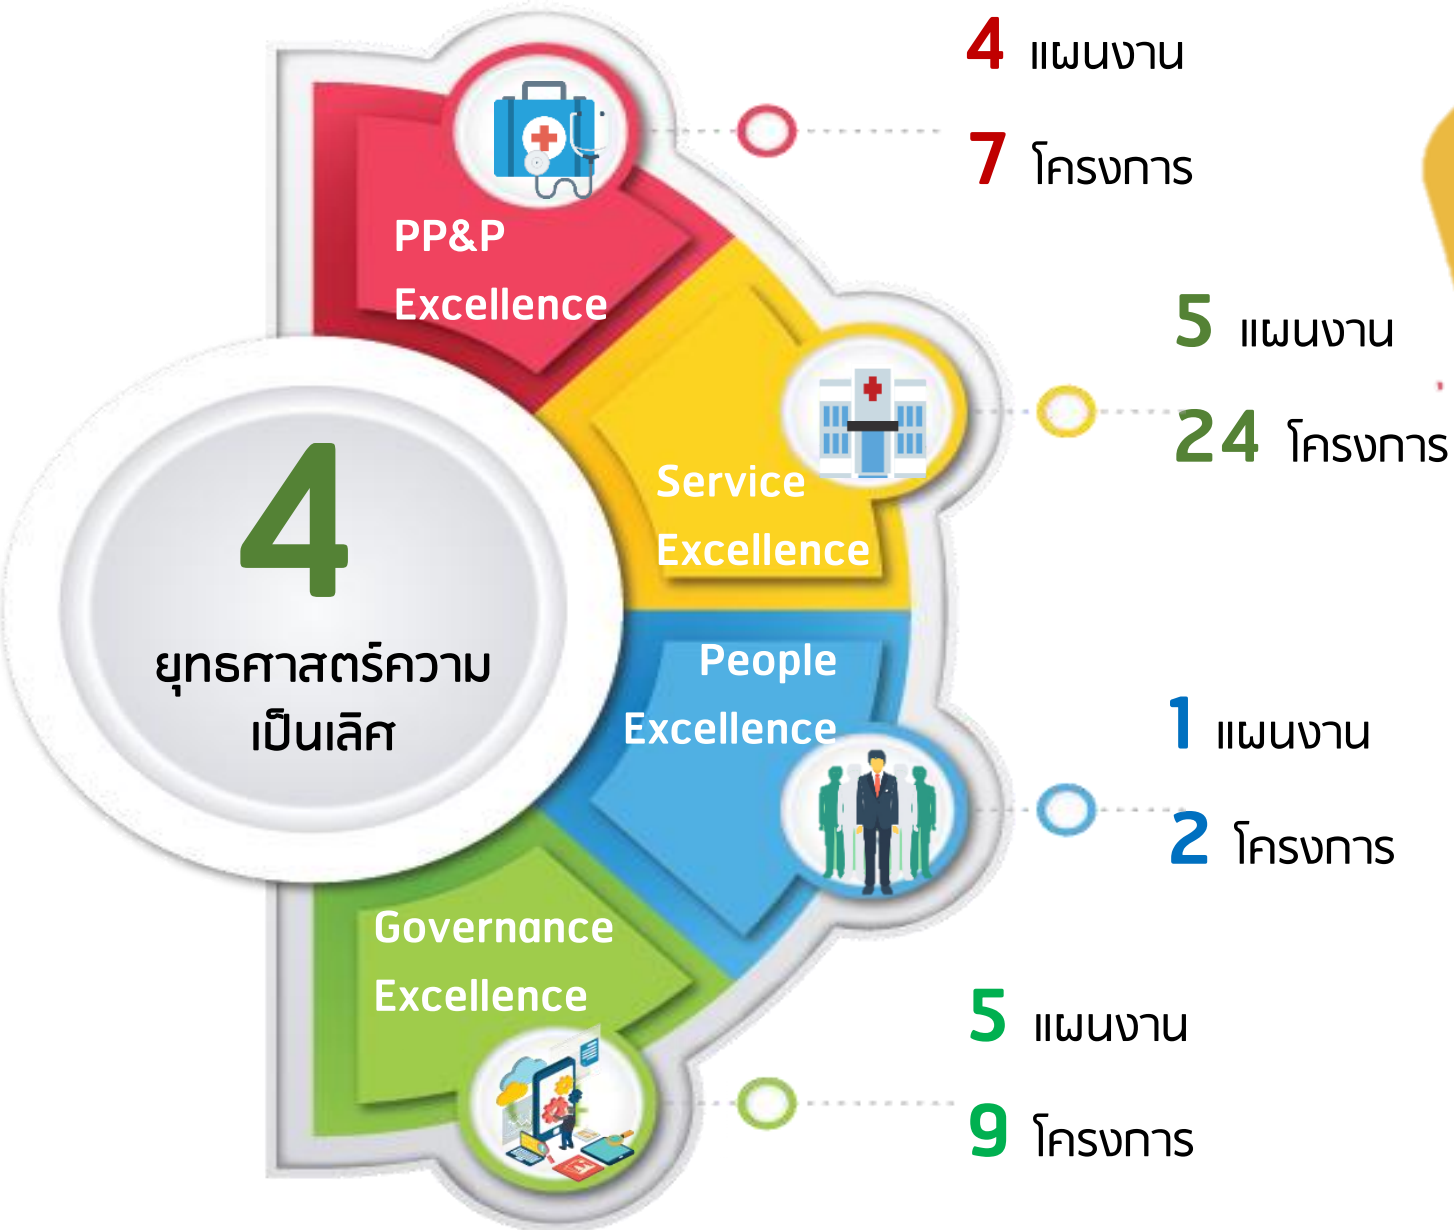 4 แผนงาน
7 โครงการ
PP&P
Excellence
5 แผนงาน
24 โครงการ
Service
Excellence
4
ยุทธศาสตร์ความ
เป็นเลิศ
People
Excellence
1 แผนงาน
2 โครงการ
Governance
Excellence
5 แผนงาน
9 โครงการ